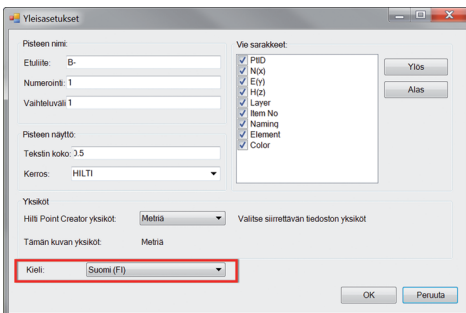 Yleisasetukset
Pisteen nimi:
Etuliite: B-
Numerointi: 1
Vaihteluväli 1
Pisteen näyttö:
Tekstin koko: 0.5
Kerros: HILTI
Vie sarakkeet:
PtID
N(x)
E(y)
H(z)
Layer
Item No
Naming
Element
Color
Ylös
Alas
Yksiköt
Hilti Point Creator yksiköt: Metriä Valitse siirrettävän tiedoston yksiköt
Tämän kuvan yksiköt: Metriä
Kieli: Suomi (FI)
OK Peruuta